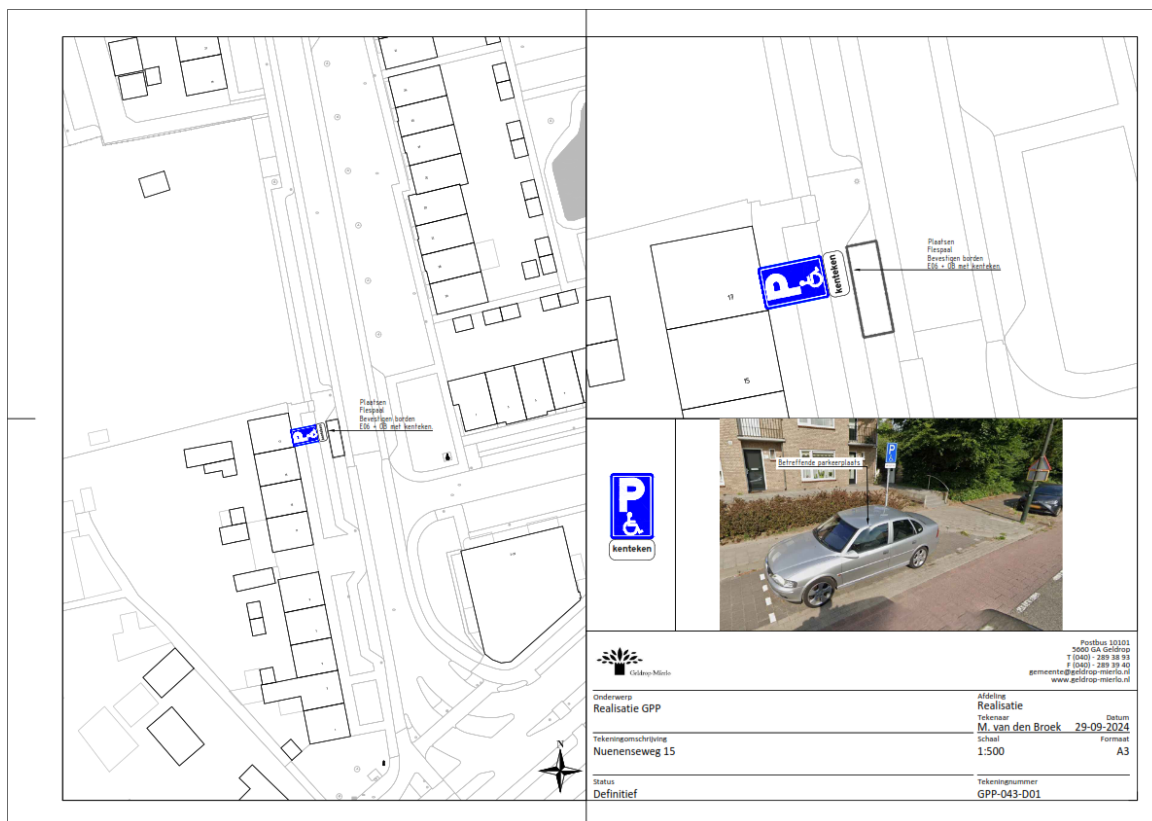 Plaatsen
Flespaal
Bevestigen borden
E06 + OB met kenteken.
P
kenteken
Plaatsen
Flespaal
Bevestigen borden
E06 + OB met kenteken.
P
kenteken
17
15
P
kenteken
Betreffende parkeerplaats
P
N
Geldrop-Mierlo
Postbus 10101
5660 GA Geldrop
T (040) - 289 38 93
F (040) - 289 39 40
gemeente@geldrop-mierlo.nl
www.geldrop-mierlo.nl
Onderwerp
Realisatie GPP
Afdeling
Realisatie
Tekenaar Datum
M. van den Broek 29-09-2024
Tekeningomschrijving
Nuenenseweg 15
Schaal Formaat
1:500 A3
Status
Definitief
Tekeningnummer
GPP-043-D01